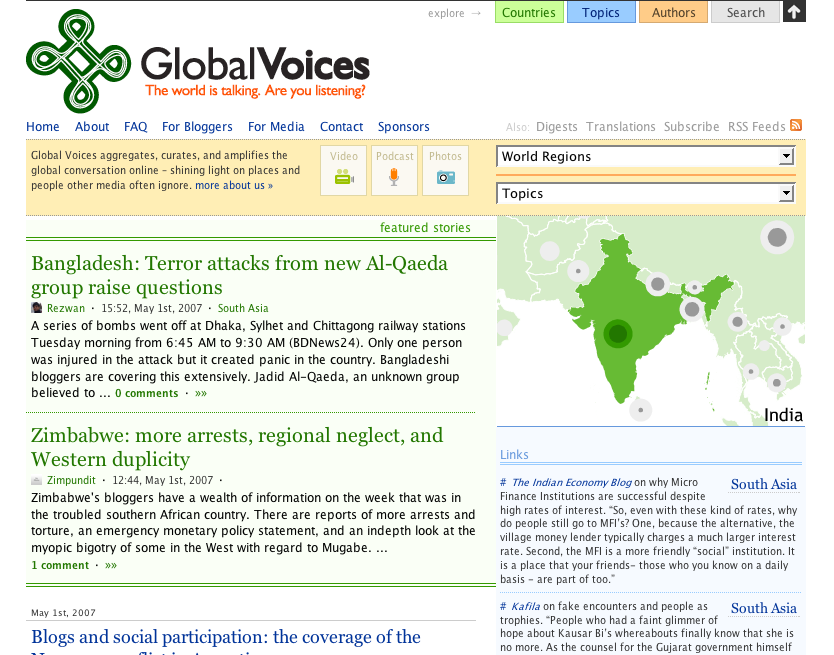 explore →
Countries
Topics
Authors
Search
GlobalVoices
The world is talking. Are you listening?
Home About FAQ For Bloggers For Media Contact Sponsors
Also: Digests Translations Subscribe RSS Feeds
Global Voices aggregates, curates, and amplifies the
global conversation online – shining light on places and
people other media often ignore. more about us »
Video
Podcast
Photos
World Regions
Topics
featured stories
Bangladesh: Terror attacks from new Al-Qaeda
group raise questions
Rezwan · 15:52, May 1st, 2007 · South Asia
A series of bombs went off at Dhaka, Sylhet and Chittagong railway stations
Tuesday morning from 6:45 AM to 9:30 AM (BDNews24). Only one person
was injured in the attack but it created panic in the country. Bangladeshi
bloggers are covering this extensively. Jadid Al-Qaeda, an unknown group
believed to ... 0 comments · »»
Zimbabwe: more arrests, regional neglect, and
Western duplicity
Zimpundit · 12:44, May 1st, 2007 ·
Zimbabwe's bloggers have a wealth of information on the week that was in
the troubled southern African country. There are reports of more arrests and
torture, an emergency monetary policy statement, and an indepth look at the
myopic bigotry of some in the West with regard to Mugabe. ...
1 comment · »»
May 1st, 2007
Blogs and social participation: the coverage of the
India
Links
# The Indian Economy Blog on why Micro
South Asia
Finance Institutions are successful despite
high rates of interest. "So, even with these kind of rates, why
do people still go to MFI's? One, because the alternative, the
village money lender typically charges a much larger interest
rate. Second, the MFI is a more friendly "social" institution. It
is a place that your friends– those who you know on a daily
basis – are part of too."
# Kafila on fake encounters and people as
South Asia
trophies. "People who had a faint glimmer of
hope about Kausar Bi's whereabouts finally know that she is
no more. As the counsel for the Gujarat government himself